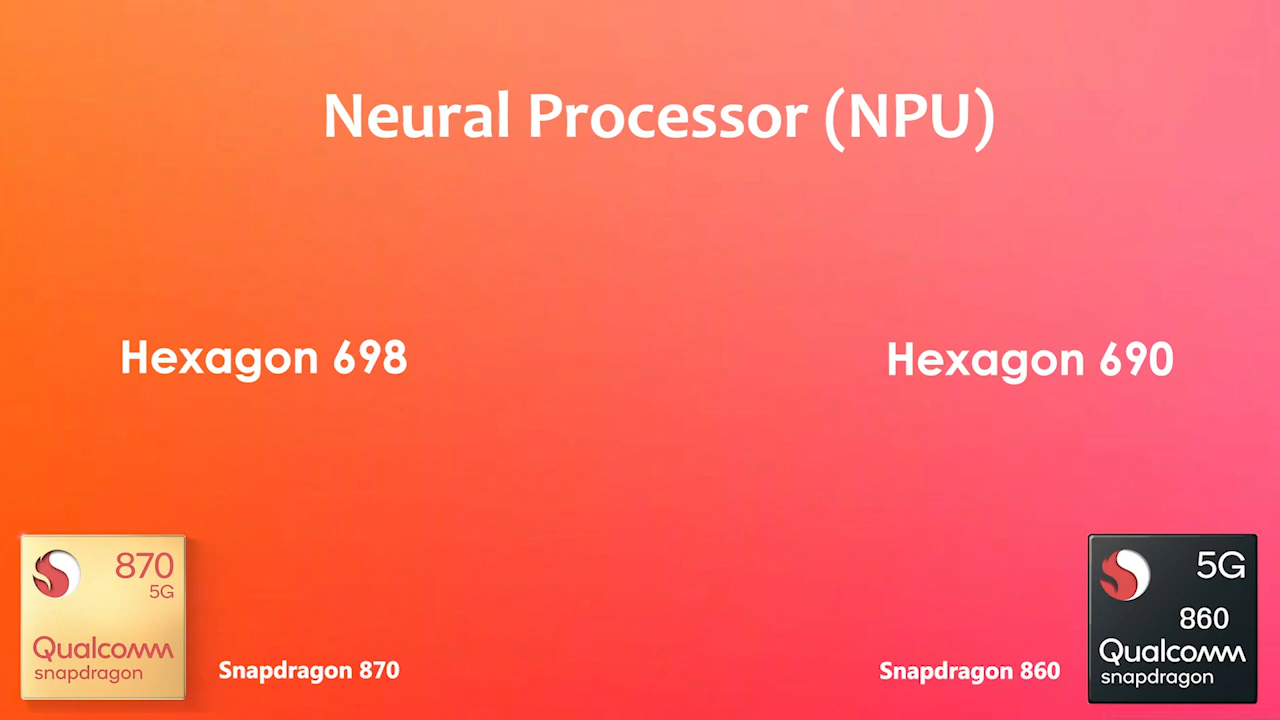 Neural Processor (NPU)
Hexagon 698
Hexagon 690
870
5G
Qualcomm
snapdragon
Snapdragon 870
Snapdragon 860
5G
860
Qualcomm
snapdragon